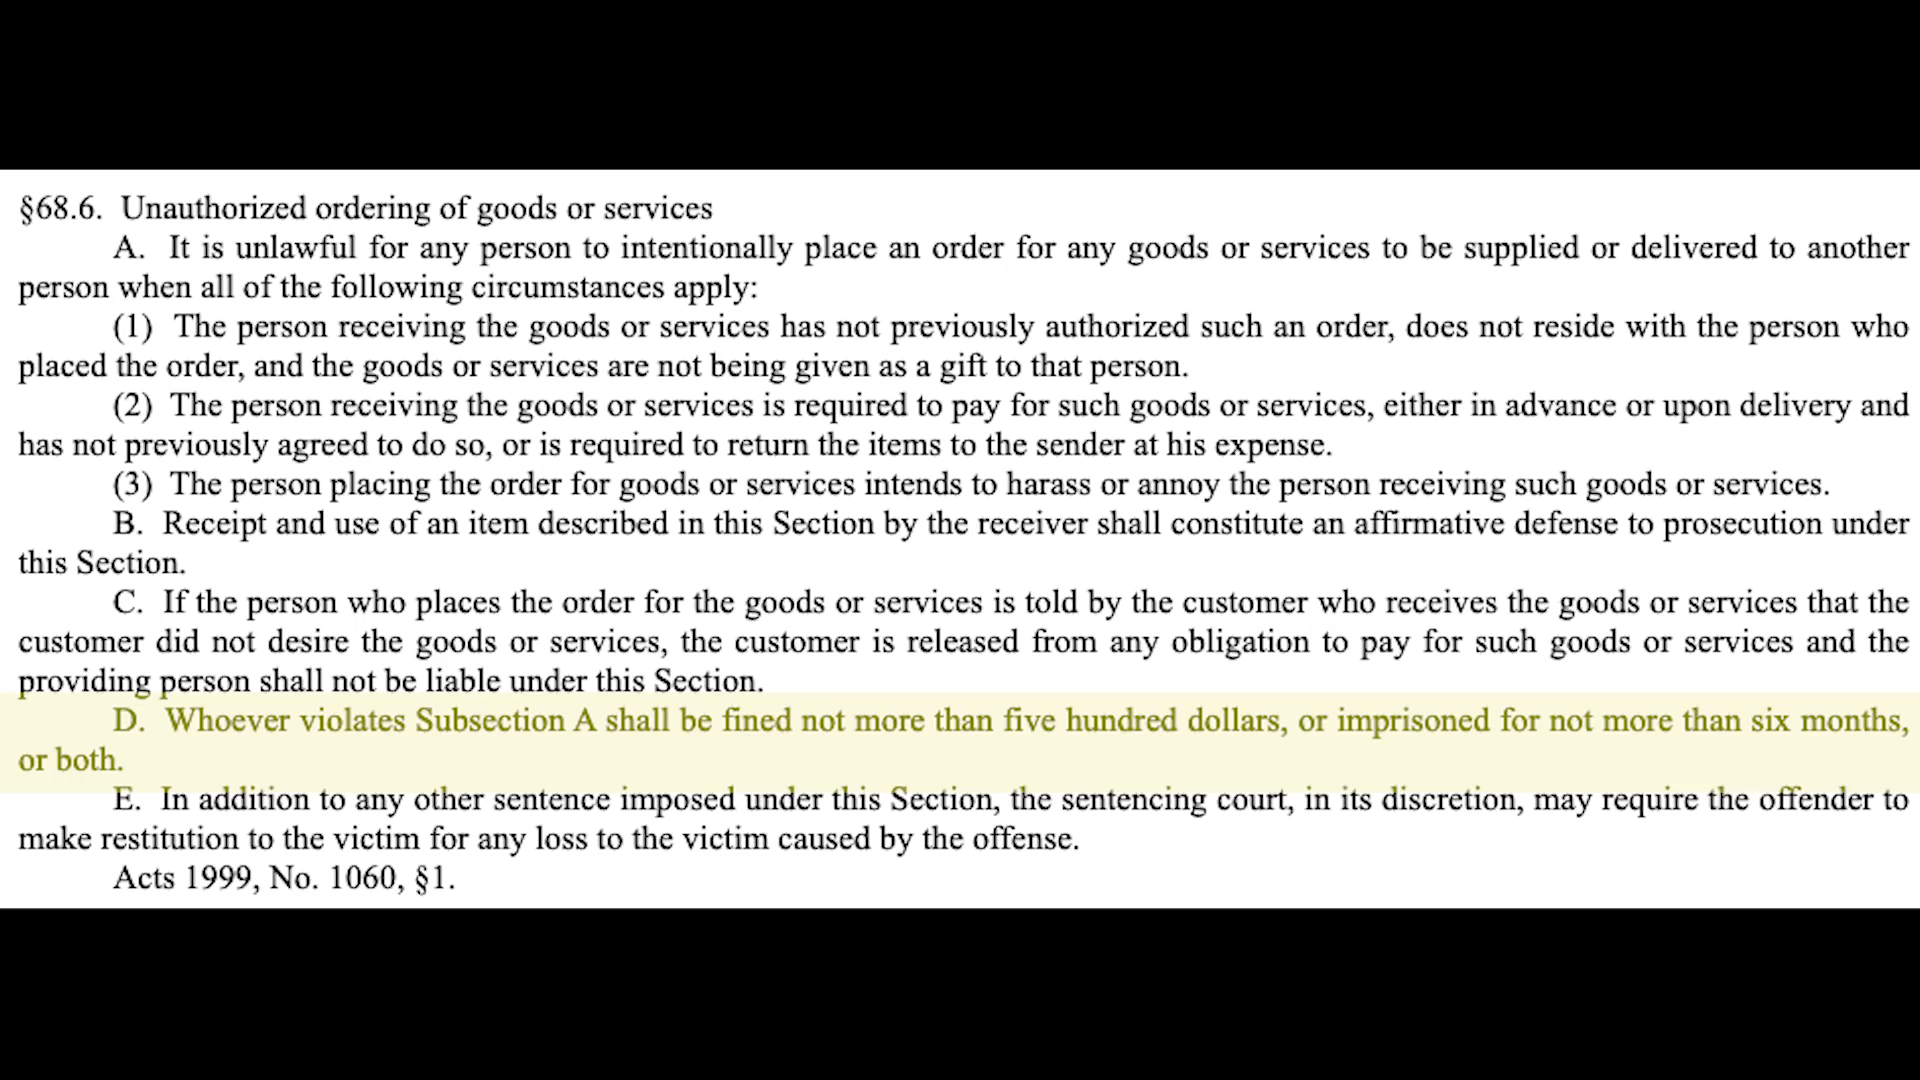 §68.6. Unauthorized ordering of goods or services
A. It is unlawful for any person to intentionally place an order for any goods or services to be supplied or delivered to another
person when all of the following circumstances apply:
(1) The person receiving the goods or services has not previously authorized such an order, does not reside with the person who
placed the order, and the goods or services are not being given as a gift to that person.
(2) The person receiving the goods or services is required to pay for such goods or services, either in advance or upon delivery and
has not previously agreed to do so, or is required to return the items to the sender at his expense.
(3) The person placing the order for goods or services intends to harass or annoy the person receiving such goods or services.
B. Receipt and use of an item described in this Section by the receiver shall constitute an affirmative defense to prosecution under
this Section.
C. If the person who places the order for the goods or services is told by the customer who receives the goods or services that the
customer did not desire the goods or services, the customer is released from any obligation to pay for such goods or services and the
providing person shall not be liable under this Section.
D. Whoever violates Subsection A shall be fined not more than five hundred dollars, or imprisoned for not more than six months,
or both.
E. In addition to any other sentence imposed under this Section, the sentencing court, in its discretion, may require the offender to
make restitution to the victim for any loss to the victim caused by the offense.
Acts 1999, No. 1060, §1.